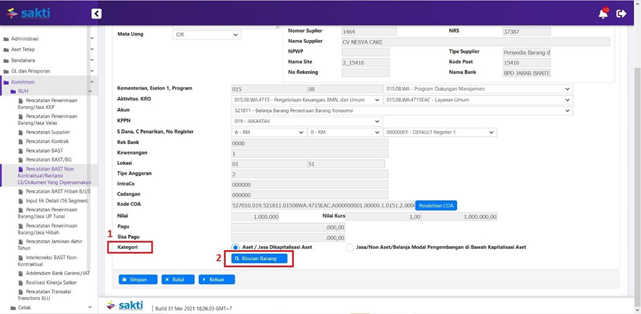 sakti
Administrasi
Aset Tetap
Bendahara
GL dan Pelaporan
Komitmen
RUH
Pencatatan Penerimaan Barang/Jasa KKP
Pencatatan Penerimaan Barang/Jasa Valas
Pencatatan Supplier
Pencatatan Kontrak
Pencatatan BAST
Pencatatan BAST/BG
Pencatatan BAST Non Kontraktual/Kwitansi LS/Dokumen Yang Dipersamakan
Pencatatan BAST Hibah B/J/S
Input FA Detail (16 Segmen)
Pencatatan Penerimaan Barang/Jasa UP Tunai
Pencatatan Penerimaan Barang/Jasa Hibah
Pencatatan Jaminan Akhir Tahun
Interkoneksi BAST Non-Kontraktual
Addendum Bank Garansi/JAT
Realisasi Kinerja Satker
Pencatatan Transaksi Transitoris BLU
Cetak
Mata Uang IDR
Nomor Suplier 1464 NRS 37387
Nama Supplier CV NESYA CAKE
NPWP Tipe Supplier Penyedia Barang d
Nama Site 2_15416 Kode Post 15416
No Rekening Nama Bank BPD JABAR BANTE
Kementerian, Eselon 1, Program 015 08 015.08.WA - Program Dukungan Manajemen
Aktivitas. KRO 015.08.WA.4715 - Pengelolaan Keuangan, BMN, dan Umum 015.08.WA.4715EAC - Layanan Umum
Akun 521811 - Belanja Barang Persediaan Barang Konsumsi
KPPN 019 - JAKARTA II
S Dana, C Penarikan, No Register A - RM 0 - RM 00000001 - DEFAULT Register 1
Rek Bank 0000
Kewenangan 1
Lokasi 01 51
Tipe Anggaran 2
IntraCo 000000
Cadangan 000000
Kode COA 527010.019.521811.01508WA.4715EAC.A000000001.00000.1.0151.2.000 Pendetilan COA
Nilai 1.000.000 Nilai Kurs 1,00 1.000.000,00
Pagu .000,00
Sisa Pagu .000,00
1 Kategori Aset / Jasa Dikapitalisasi Aset Jasa/Non Aset/Belanja Modal Pengembangan di Bawah Kapitalisasi Aset
2 Rincian Barang
Simpan Batal Keluar
sakti | Build 31 Mei 2021 18.06.03 GMT+7